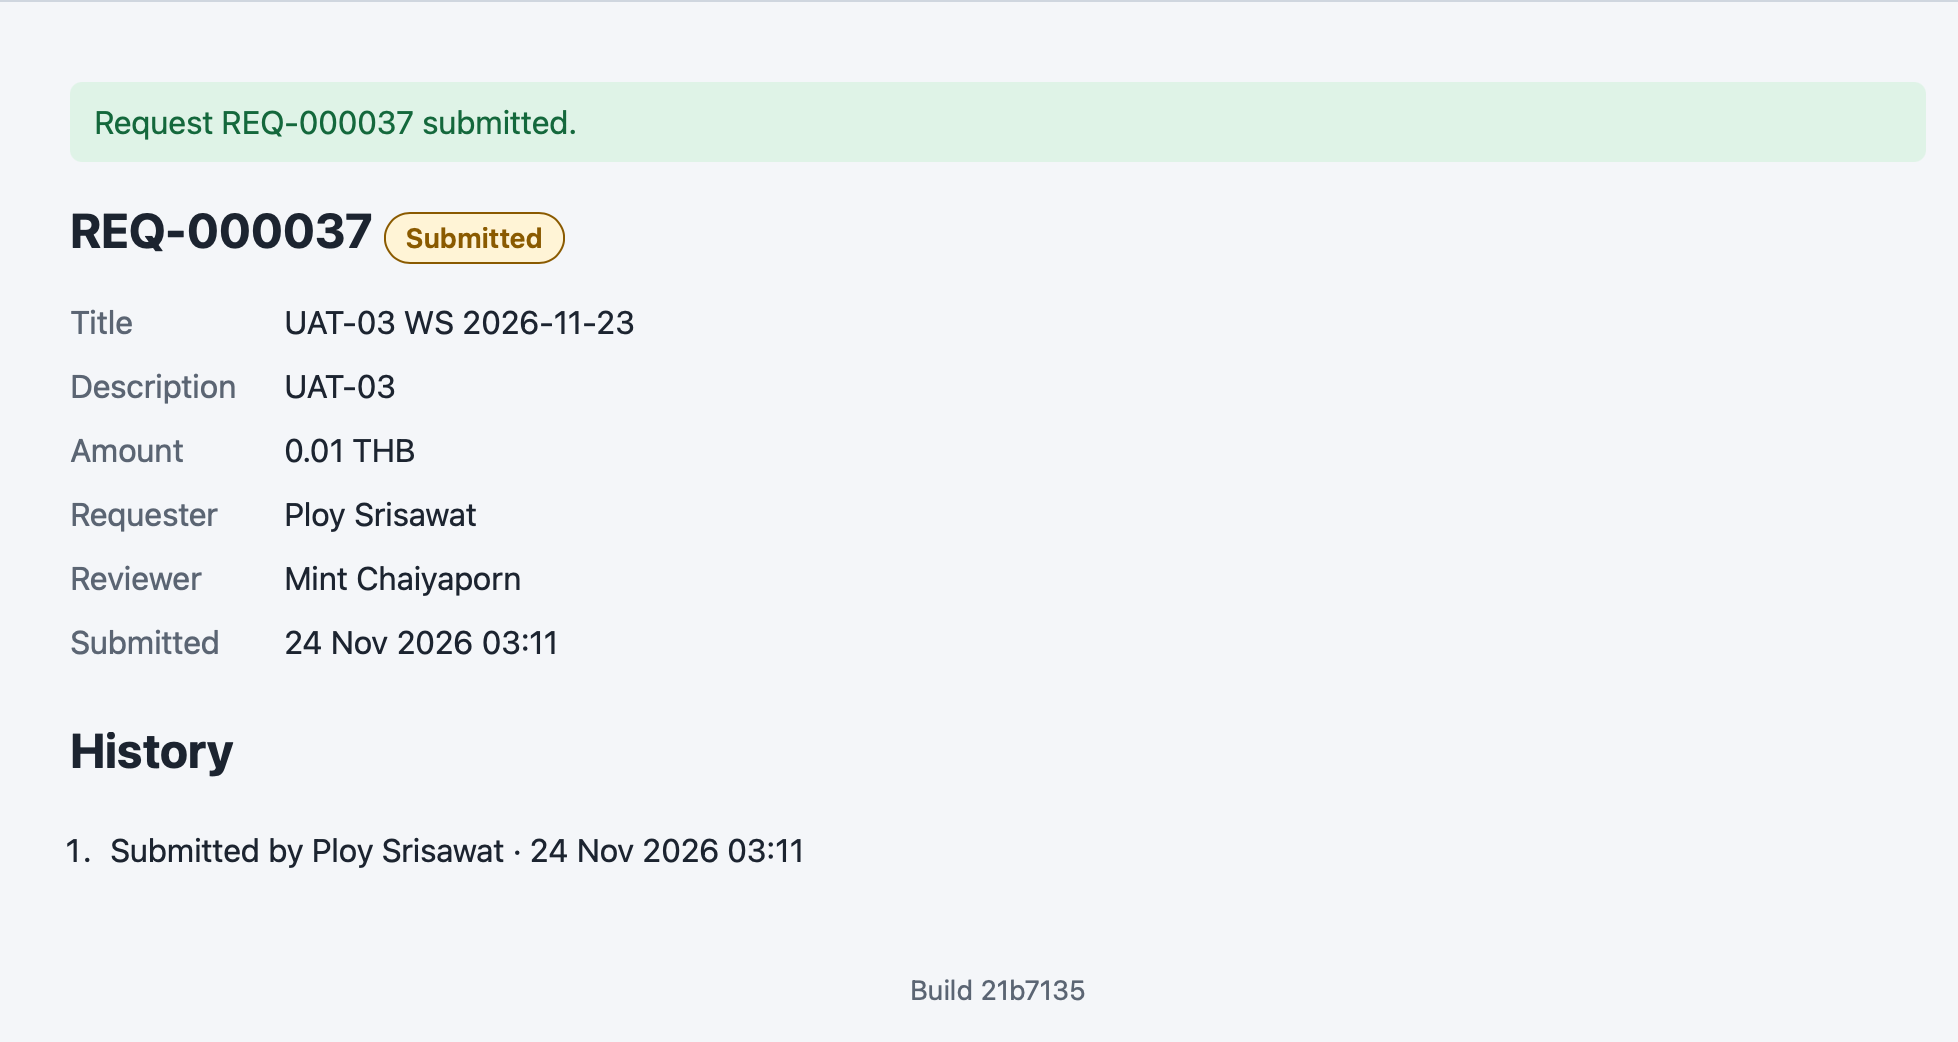 Request REQ-000037 submitted.
REQ-000037 Submitted
Title UAT-03 WS 2026-11-23
Description UAT-03
Amount 0.01 THB
Requester Ploy Srisawat
Reviewer Mint Chaiyaporn
Submitted 24 Nov 2026 03:11
History
1. Submitted by Ploy Srisawat · 24 Nov 2026 03:11
Build 21b7135